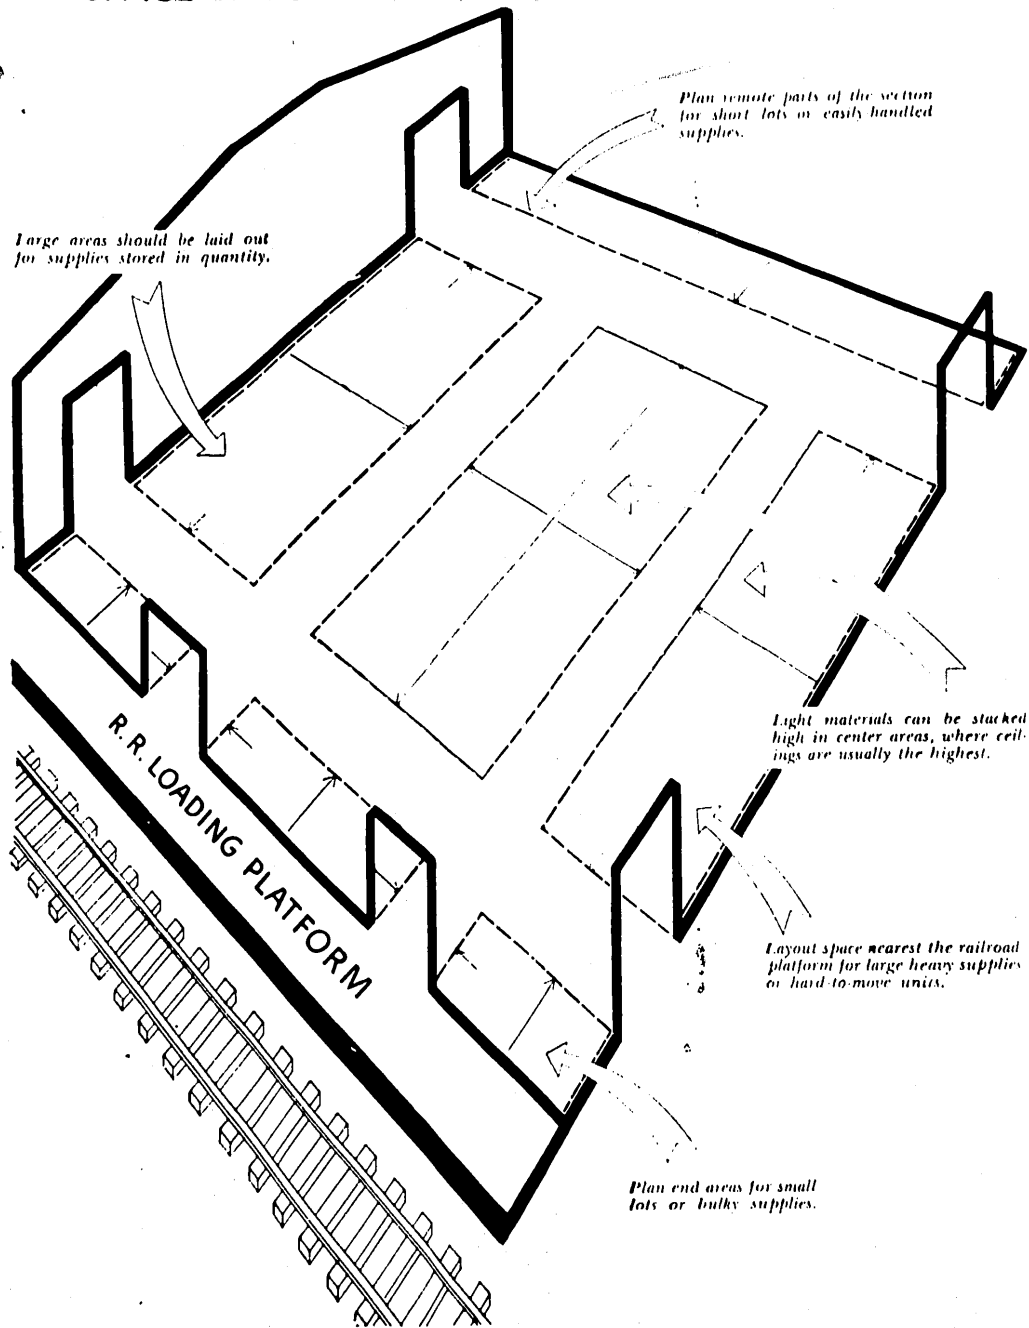 Plan remote parts of the section
for short lots or easily-handled
supplies.
Large areas should be laid out
for supplies stored in quantity.
R. R. LOADING PLATFORM
Light materials can be stacked
high in center areas, where ceil-
ings are usually the highest.
Layout space nearest the railroad
platform for large heavy supplies
or hard-to-move units.
Plan end areas for small
lots or bulky supplies.